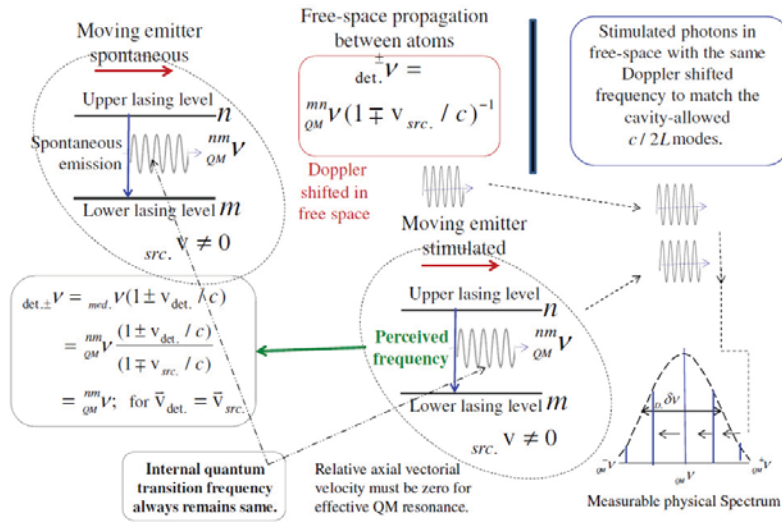 Moving emitter
spontaneous
Upper lasing level n
Spontaneous
emission
nm QM ν
Lower lasing level m
src. v ≠ 0
Free-space propagation
between atoms
± det. ν =
mn QM ν (1 ∓ v src. / c)⁻¹
Doppler
shifted in
free space
Stimulated photons in
free-space with the same
Doppler shifted
frequency to match the
cavity-allowed
c / 2L modes.
Moving emitter
stimulated
Upper lasing level n
Perceived
frequency
nm QM ν
Lower lasing level m
src. v ≠ 0
det.± ν = med. ν (1 ± v det. / c)
= nm QM ν (1 ± v det. / c) / (1 ∓ v src. / c)
= nm QM ν; for v⃗ det. = v⃗ src.
Internal quantum
transition frequency
always remains same.
Relative axial vectorial
velocity must be zero for
effective QM resonance.
D. δν
− QM ν
QM ν
+ QM ν
Measurable physical Spectrum